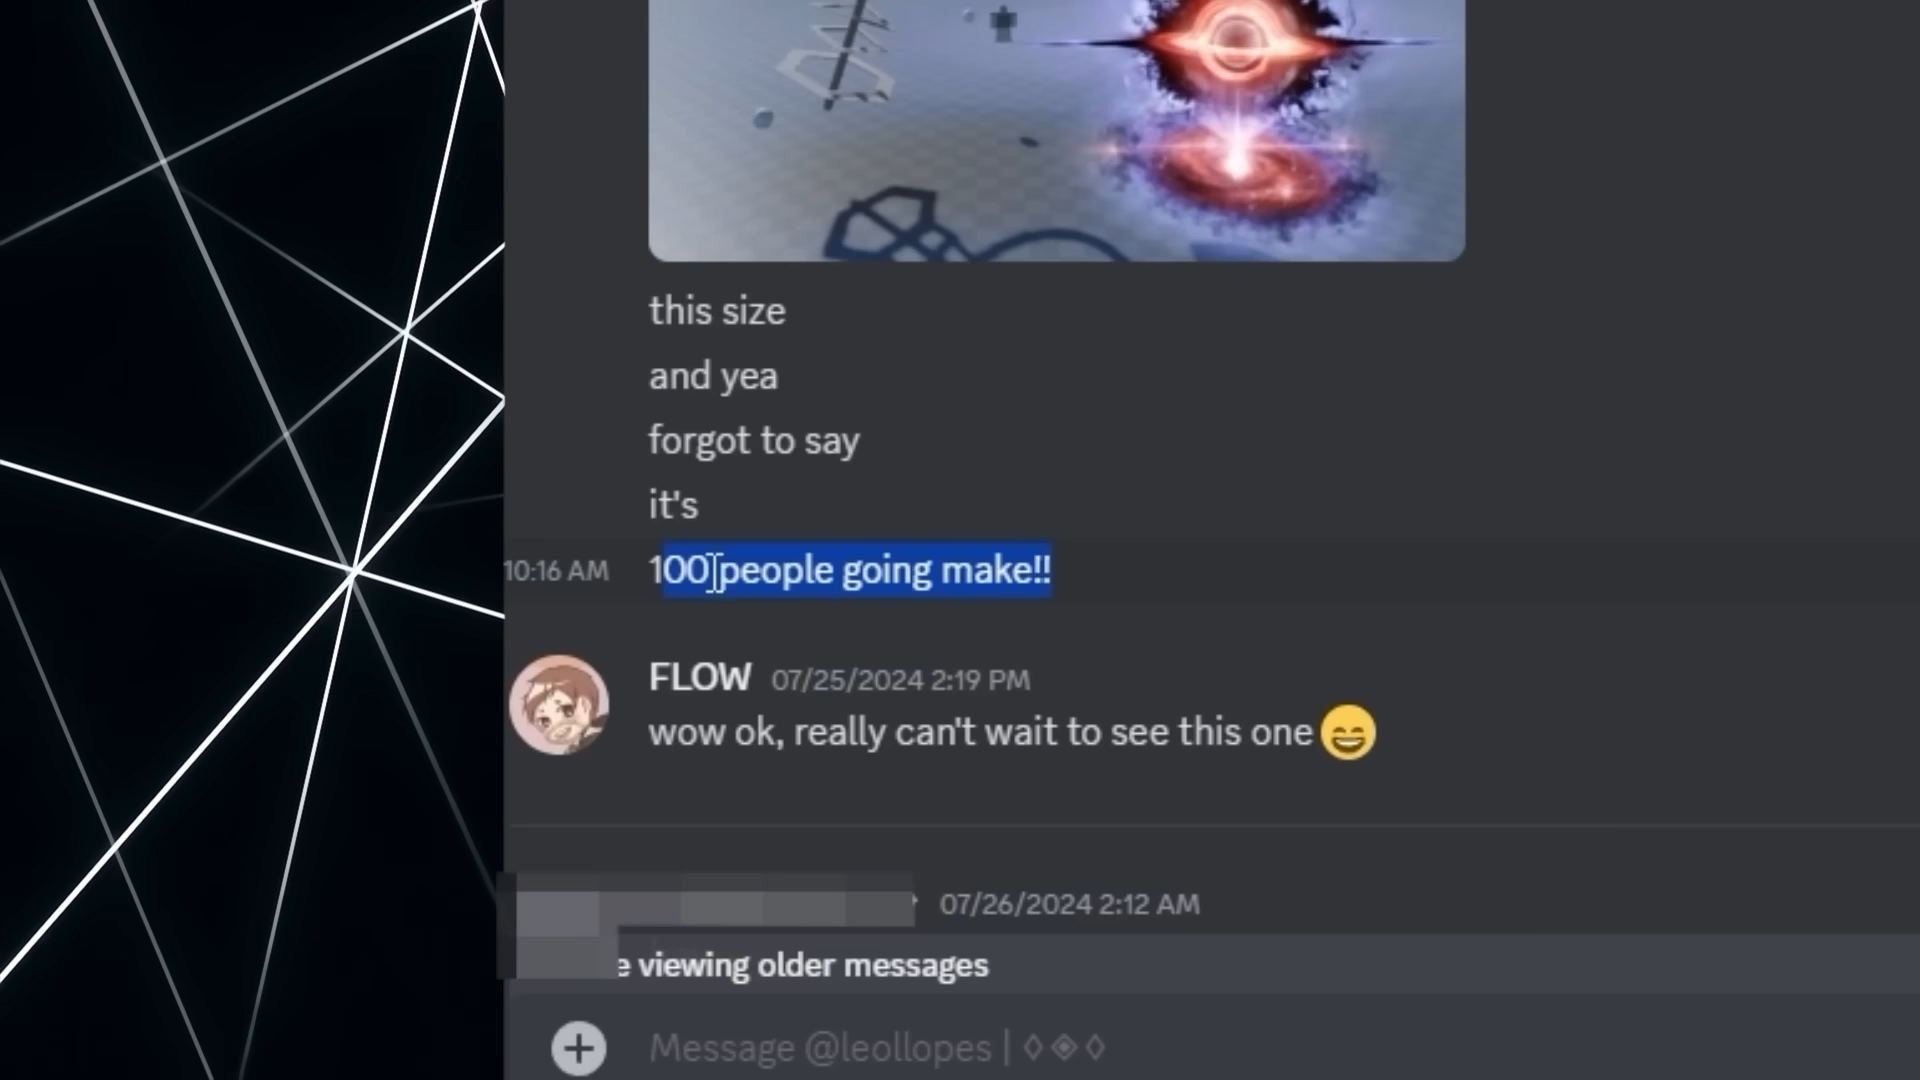 this size
and yea
forgot to say
it's
10:16 AM 100 people going make!!
FLOW 07/25/2024 2:19 PM
wow ok, really can't wait to see this one 😄
07/26/2024 2:12 AM
e viewing older messages
Message @leollopes | ◊◈◊